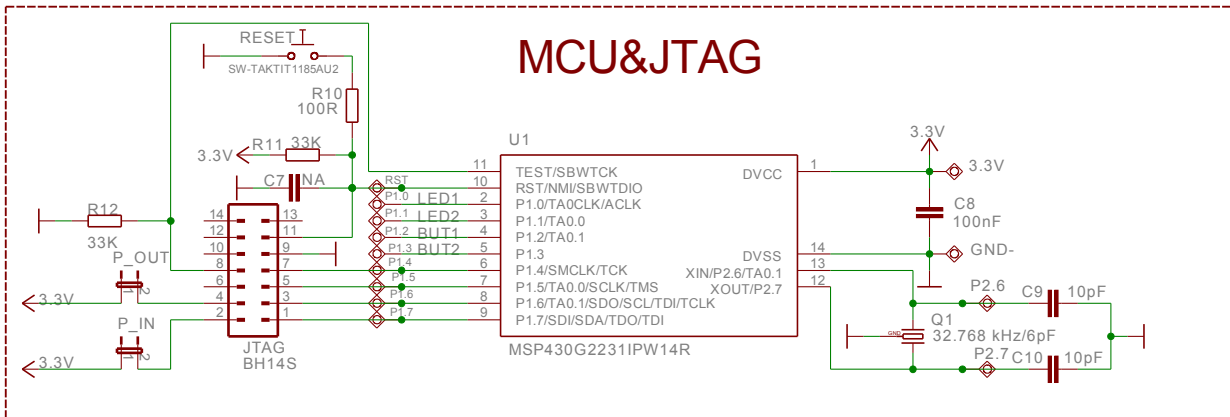 MCU&JTAG
RESET
SW-TAKTIT1185AU2
R10
100R
R11 33K
3.3V
C7 NA
R12
33K
P_OUT
1 2
3.3V
P_IN
1 2
3.3V
14 13
12 11
10 9
8 7
6 5
4 3
2 1
JTAG
BH14S
RST
P1.0 LED1
P1.1 LED2
P1.2 BUT1
P1.3 BUT2
P1.4
P1.5
P1.6
P1.7
U1
11 TEST/SBWTCK
10 RST/NMI/SBWTDIO
2 P1.0/TA0CLK/ACLK
3 P1.1/TA0.0
4 P1.2/TA0.1
5 P1.3
6 P1.4/SMCLK/TCK
7 P1.5/TA0.0/SCLK/TMS
8 P1.6/TA0.1/SDO/SCL/TDI/TCLK
9 P1.7/SDI/SDA/TDO/TDI
DVCC 1
DVSS 14
XIN/P2.6/TA0.1 13
XOUT/P2.7 12
MSP430G2231IPW14R
3.3V
3.3V
C8
100nF
GND-
P2.6
C9 10pF
GND
Q1
32.768 kHz/6pF
P2.7
C10 10pF